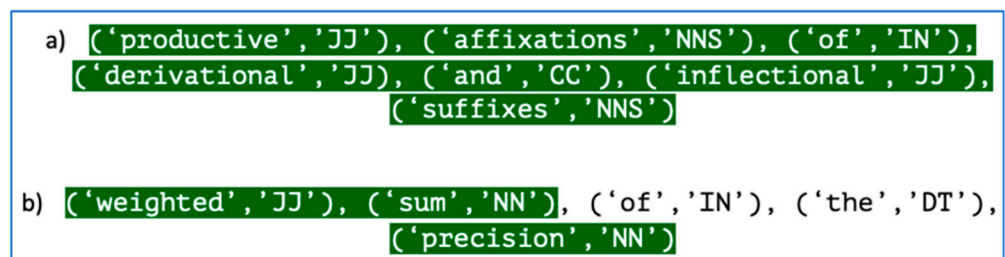 a) (‘productive’,’JJ’), (‘affixations’,’NNS’), (‘of’,’IN’),
(‘derivational’,’JJ), (‘and’,’CC’), (‘inflectional’,’JJ’),
(‘suffixes’,’NNS’)
b) (‘weighted’,’JJ’), (‘sum’,’NN’), (‘of’,’IN’), (‘the’,’DT’),
(‘precision’,’NN’)